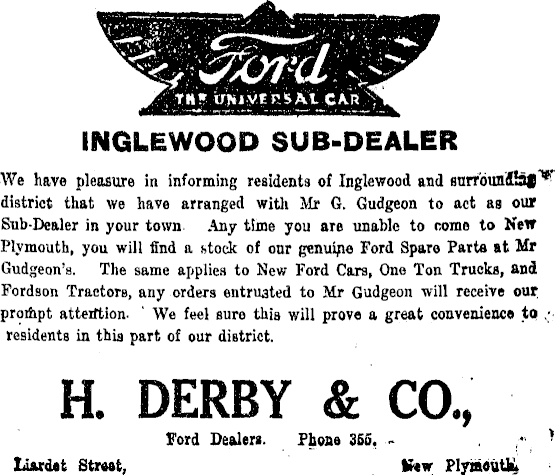 Ford
THE UNIVERSAL CAR
INGLEWOOD SUB-DEALER
We have pleasure in informing residents of Inglewood and surrounding
district that we have arranged with Mr G. Gudgeon to act as our
Sub-Dealer in your town. Any time you are unable to come to New
Plymouth, you will find a stock of our genuine Ford Spare Parts at Mr
Gudgeon's. The same applies to New Ford Cars, One Ton Trucks, and
Fordson Tractors, any orders entrusted to Mr Gudgeon will receive our
prompt attention. We feel sure this will prove a great convenience to
residents in this part of our district.
H. DERBY & CO.,
Ford Dealers. Phone 355.
Liardet Street, New Plymouth.